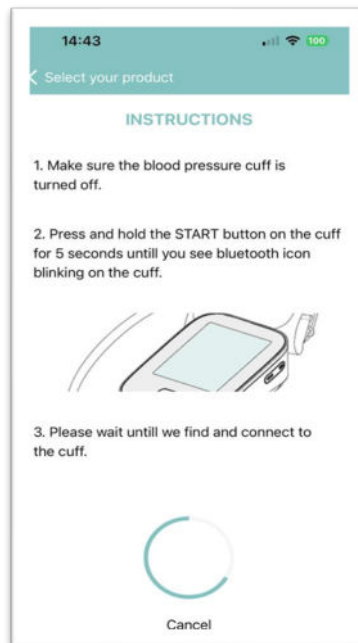 14:43
100
Select your product
INSTRUCTIONS
1. Make sure the blood pressure cuff is
turned off.
2. Press and hold the START button on the cuff
for 5 seconds untill you see bluetooth icon
blinking on the cuff.
3. Please wait untill we find and connect to
the cuff.
Cancel